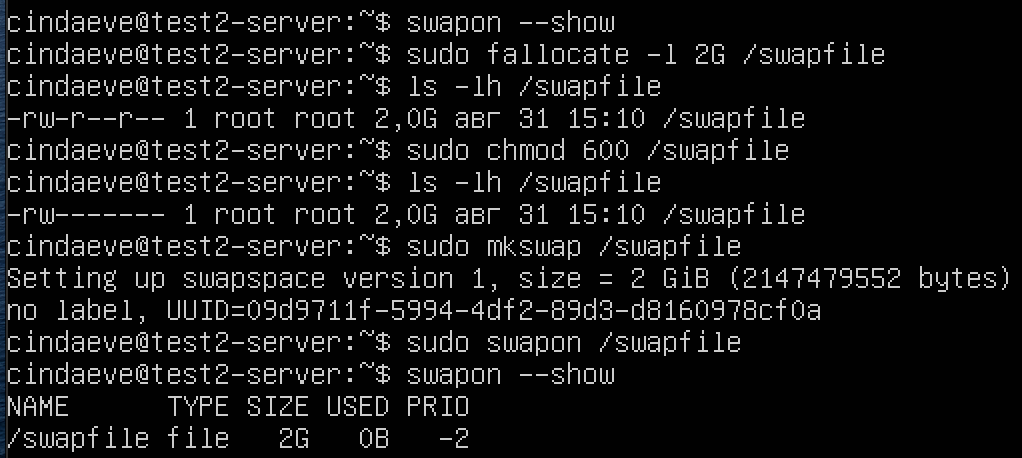 cindaeve@test2-server:~$ swapon --show
cindaeve@test2-server:~$ sudo fallocate -l 2G /swapfile
cindaeve@test2-server:~$ ls -lh /swapfile
-rw-r--r-- 1 root root 2,0G авг 31 15:10 /swapfile
cindaeve@test2-server:~$ sudo chmod 600 /swapfile
cindaeve@test2-server:~$ ls -lh /swapfile
-rw------- 1 root root 2,0G авг 31 15:10 /swapfile
cindaeve@test2-server:~$ sudo mkswap /swapfile
Setting up swapspace version 1, size = 2 GiB (2147479552 bytes)
no label, UUID=09d9711f-5994-4df2-89d3-d8160978cf0a
cindaeve@test2-server:~$ sudo swapon /swapfile
cindaeve@test2-server:~$ swapon --show
NAME      TYPE SIZE USED PRIO
/swapfile file   2G   0B   -2